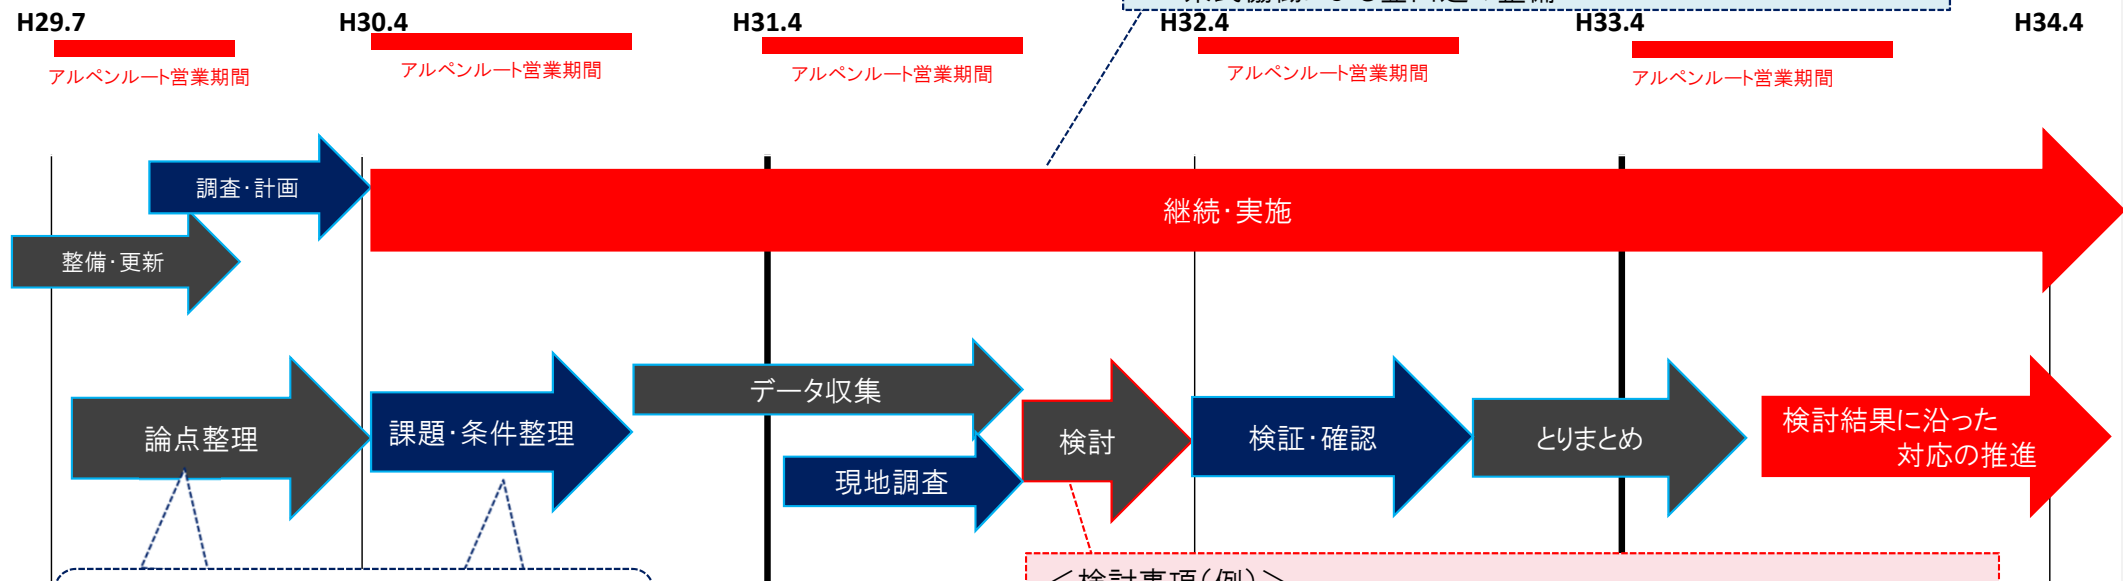 H29.7
H30.4
H31.4
H32.4
H33.4
H34.4
アルペンルート営業期間
アルペンルート営業期間
アルペンルート営業期間
アルペンルート営業期間
アルペンルート営業期間
調査・計画
継続・実施
整備・更新
データ収集
論点整理
課題・条件整理
検討
検証・確認
とりまとめ
検討結果に沿った
対応の推進
現地調査
＜検討事項(例)＞